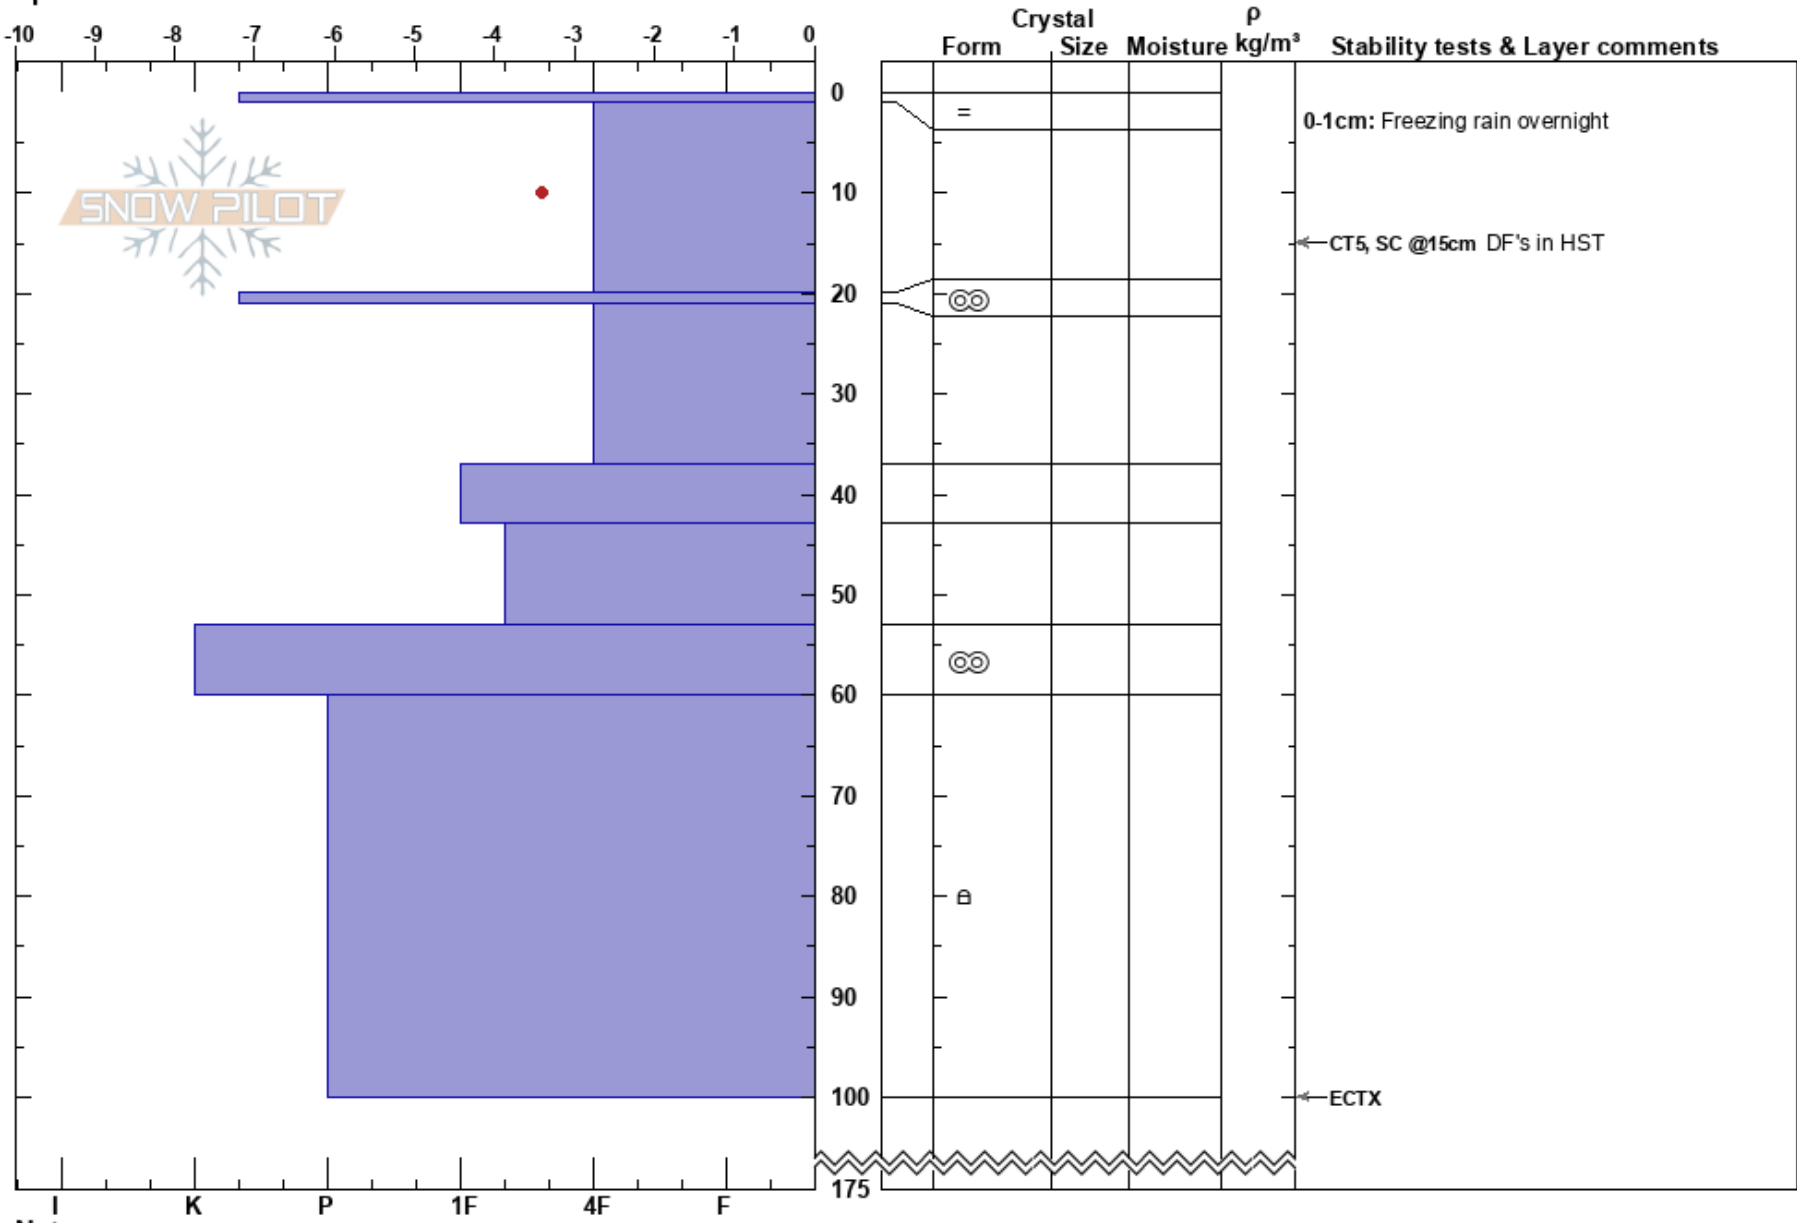 Crystal ρ
-10 -9 -8 -7 -6 -5 -4 -3 -2 -1 0 Form Size Moisture kg/m³ Stability tests & Layer comments
0
=
0-1cm: Freezing rain overnight
SNOW PILOT
10
CT5, SC @15cm DF's in HST
20
30
40
50
60
70
80
90
100
ECTX
175
I K P 1F 4F F